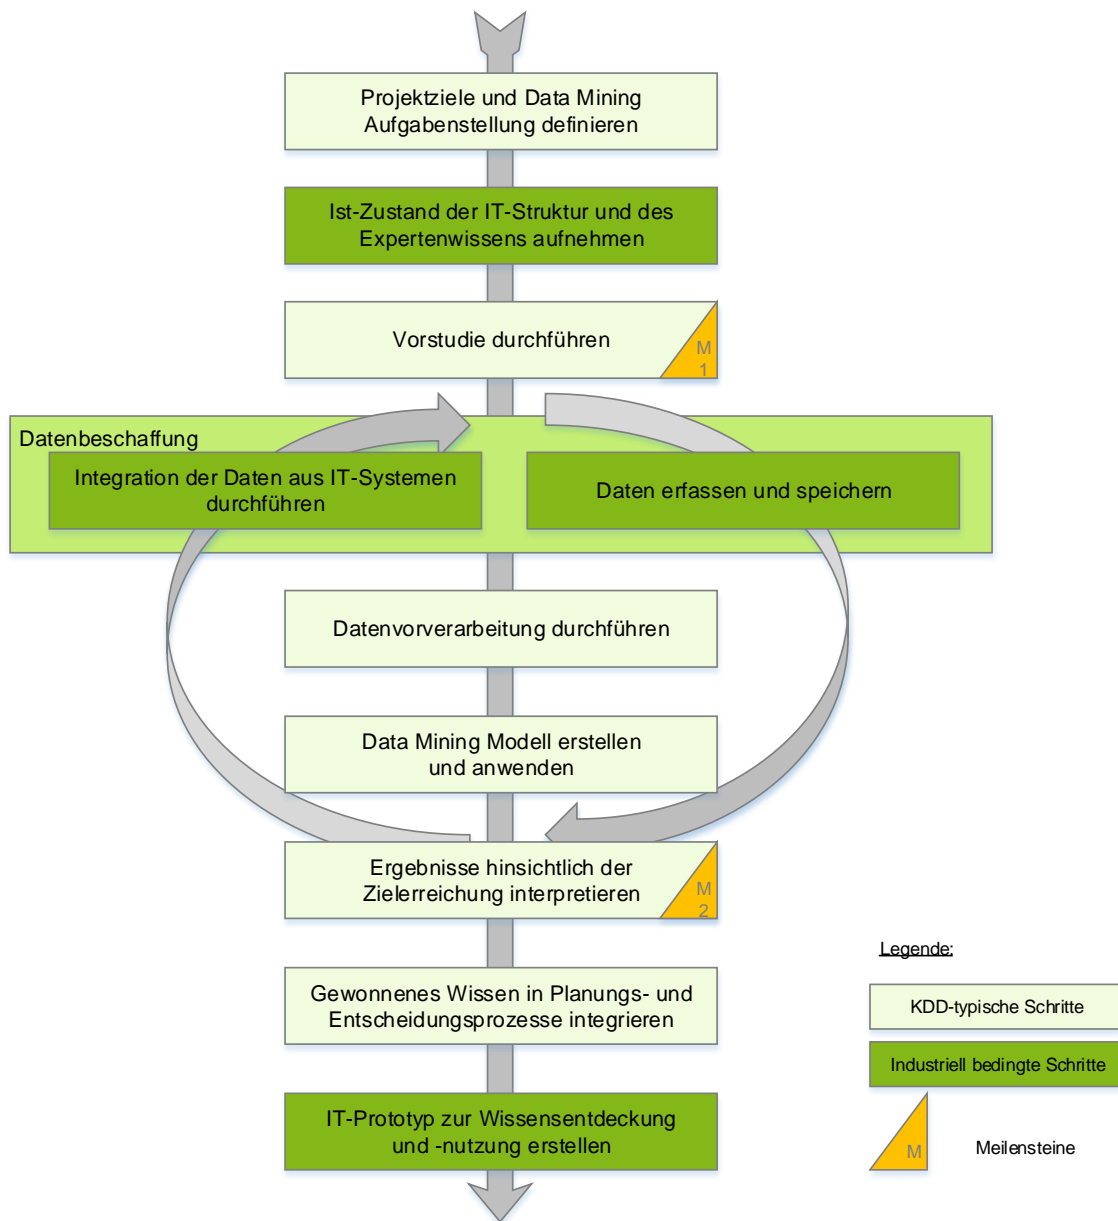 Projektziele und Data Mining
Aufgabenstellung definieren
Ist-Zustand der IT-Struktur und des
Expertenwissens aufnehmen
Vorstudie durchführen
M
1
Datenbeschaffung
Integration der Daten aus IT-Systemen
durchführen
Daten erfassen und speichern
Datenvorverarbeitung durchführen
Data Mining Modell erstellen
und anwenden
Ergebnisse hinsichtlich der
Zielerreichung interpretieren
M
2
Gewonnenes Wissen in Planungs- und
Entscheidungsprozesse integrieren
IT-Prototyp zur Wissensentdeckung
und -nutzung erstellen
Legende:
KDD-typische Schritte
Industriell bedingte Schritte
M
Meilensteine